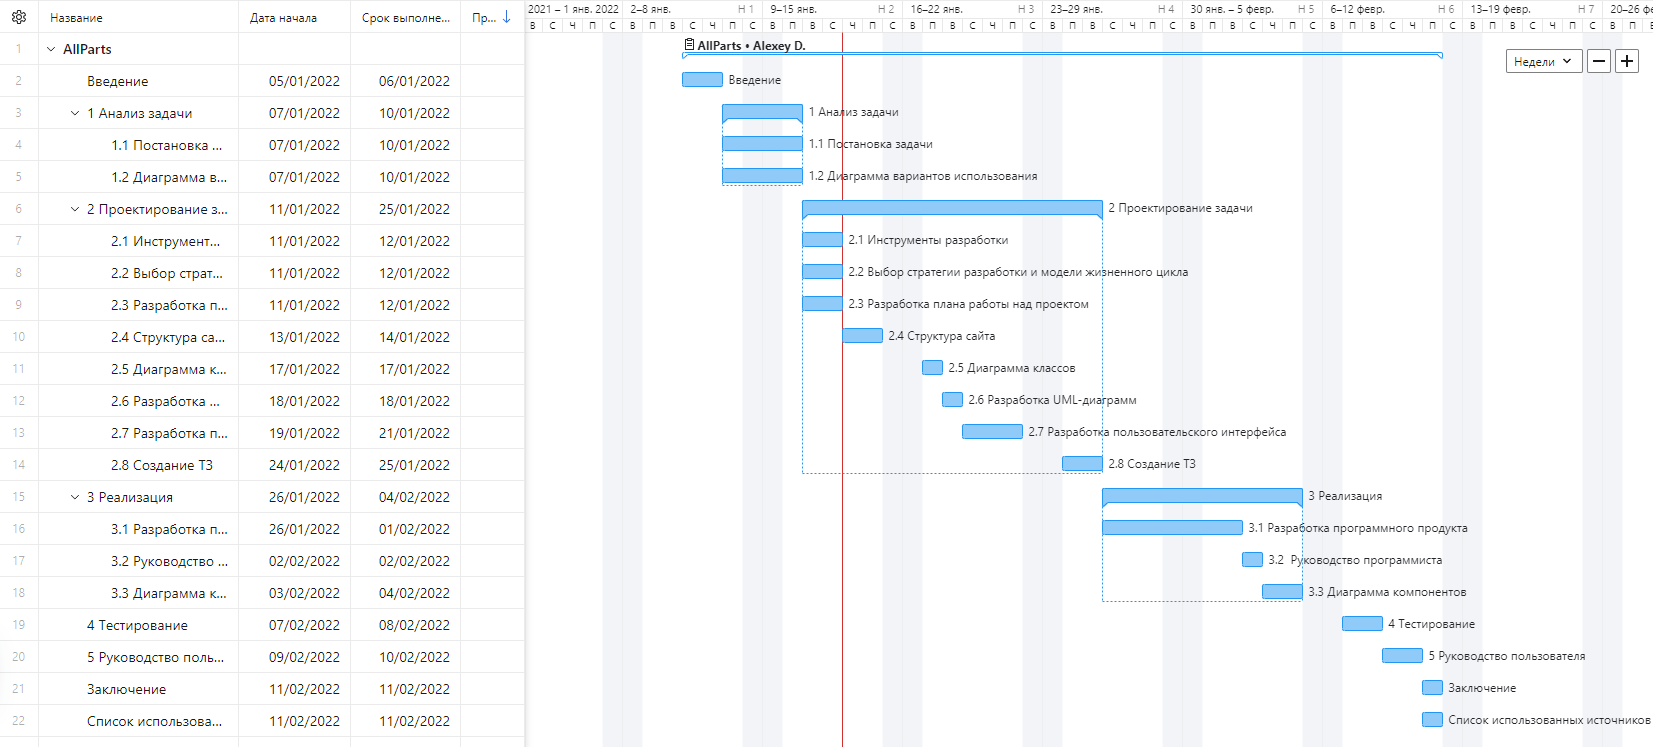 Название Дата начала Срок выполне... Пр... ↓
2021 – 1 янв. 2022 2–8 янв. Н 1 9–15 янв. Н 2 16–22 янв. Н 3 23–29 янв. Н 4 30 янв. – 5 февр. Н 5 6–12 февр. Н 6 13–19 февр. Н 7 20–26 фе
В С Ч П С В П В С Ч П С В П В С Ч П С В П В С Ч П С В П В С Ч П С В П В С Ч П С В П В С Ч П С В П В С Ч П С В П
1 AllParts
AllParts • Alexey D.
Недели
2 Введение 05/01/2022 06/01/2022 Введение
3 1 Анализ задачи 07/01/2022 10/01/2022 1 Анализ задачи
4 1.1 Постановка ... 07/01/2022 10/01/2022 1.1 Постановка задачи
5 1.2 Диаграмма в... 07/01/2022 10/01/2022 1.2 Диаграмма вариантов использования
6 2 Проектирование з... 11/01/2022 25/01/2022 2 Проектирование задачи
7 2.1 Инструмент... 11/01/2022 12/01/2022 2.1 Инструменты разработки
8 2.2 Выбор страт... 11/01/2022 12/01/2022 2.2 Выбор стратегии разработки и модели жизненного цикла
9 2.3 Разработка п... 11/01/2022 12/01/2022 2.3 Разработка плана работы над проектом
10 2.4 Структура са... 13/01/2022 14/01/2022 2.4 Структура сайта
11 2.5 Диаграмма к... 17/01/2022 17/01/2022 2.5 Диаграмма классов
12 2.6 Разработка ... 18/01/2022 18/01/2022 2.6 Разработка UML-диаграмм
13 2.7 Разработка п... 19/01/2022 21/01/2022 2.7 Разработка пользовательского интерфейса
14 2.8 Создание ТЗ 24/01/2022 25/01/2022 2.8 Создание ТЗ
15 3 Реализация 26/01/2022 04/02/2022 3 Реализация
16 3.1 Разработка п... 26/01/2022 01/02/2022 3.1 Разработка программного продукта
17 3.2 Руководство ... 02/02/2022 02/02/2022 3.2 Руководство программиста
18 3.3 Диаграмма к... 03/02/2022 04/02/2022 3.3 Диаграмма компонентов
19 4 Тестирование 07/02/2022 08/02/2022 4 Тестирование
20 5 Руководство поль... 09/02/2022 10/02/2022 5 Руководство пользователя
21 Заключение 11/02/2022 11/02/2022 Заключение
22 Список использова... 11/02/2022 11/02/2022 Список использованных источников